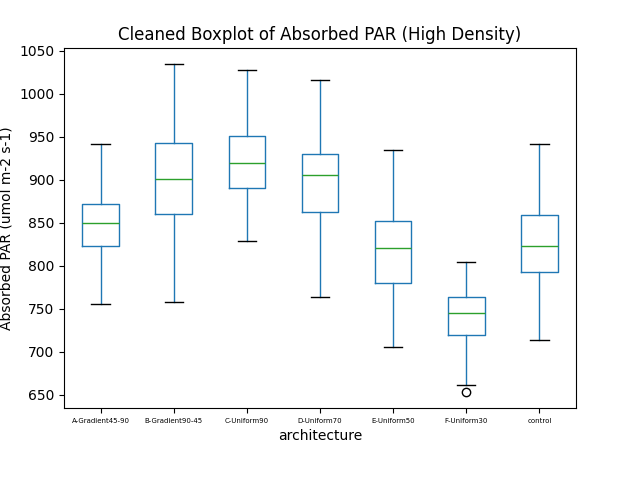 Cleaned Boxplot of Absorbed PAR (High Density)
Absorbed PAR (umol m-2 s-1)
1050
1000
950
900
850
800
750
700
650
A-Gradient45-90 B-Gradient90-45 C-Uniform90 D-Uniform70 E-Uniform50 F-Uniform30 control
architecture